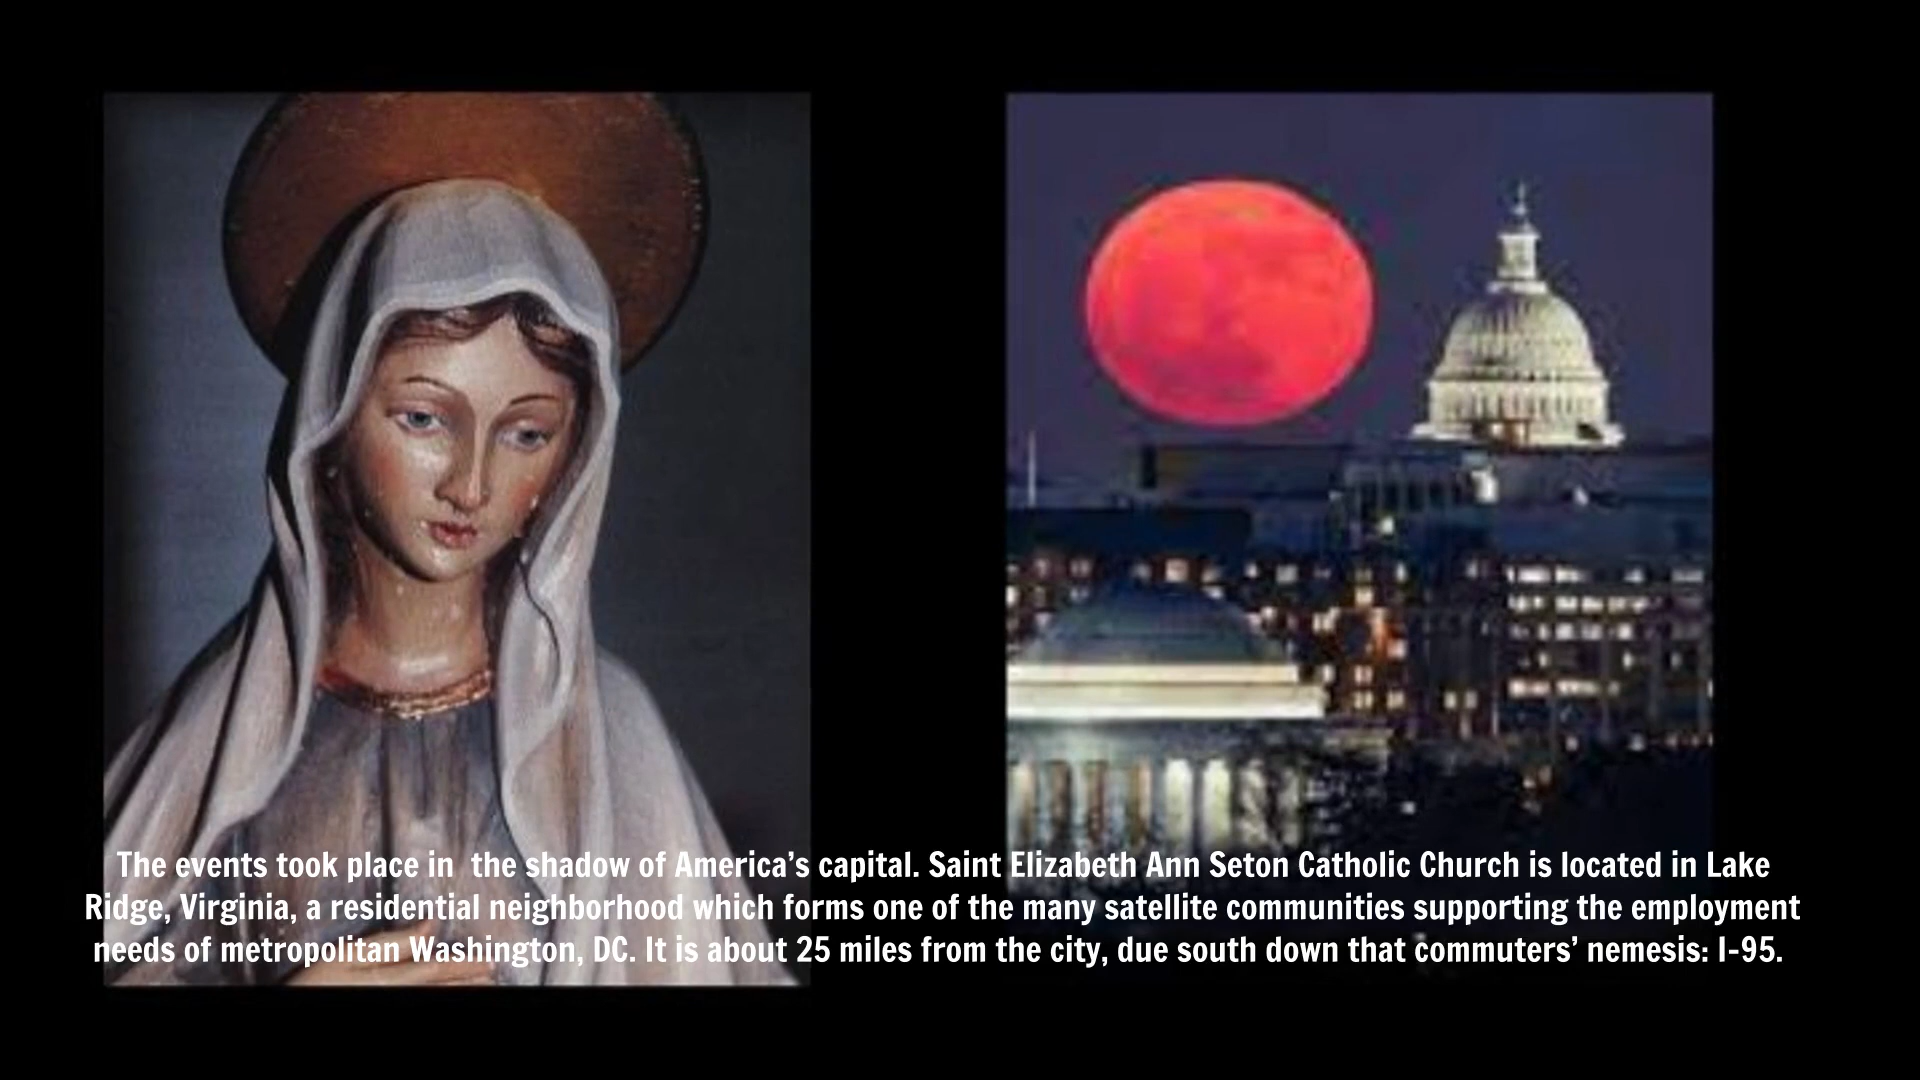 The events took place in  the shadow of America’s capital. Saint Elizabeth Ann Seton Catholic Church is located in Lake
Ridge, Virginia, a residential neighborhood which forms one of the many satellite communities supporting the employment
needs of metropolitan Washington, DC. It is about 25 miles from the city, due south down that commuters’ nemesis: I-95.